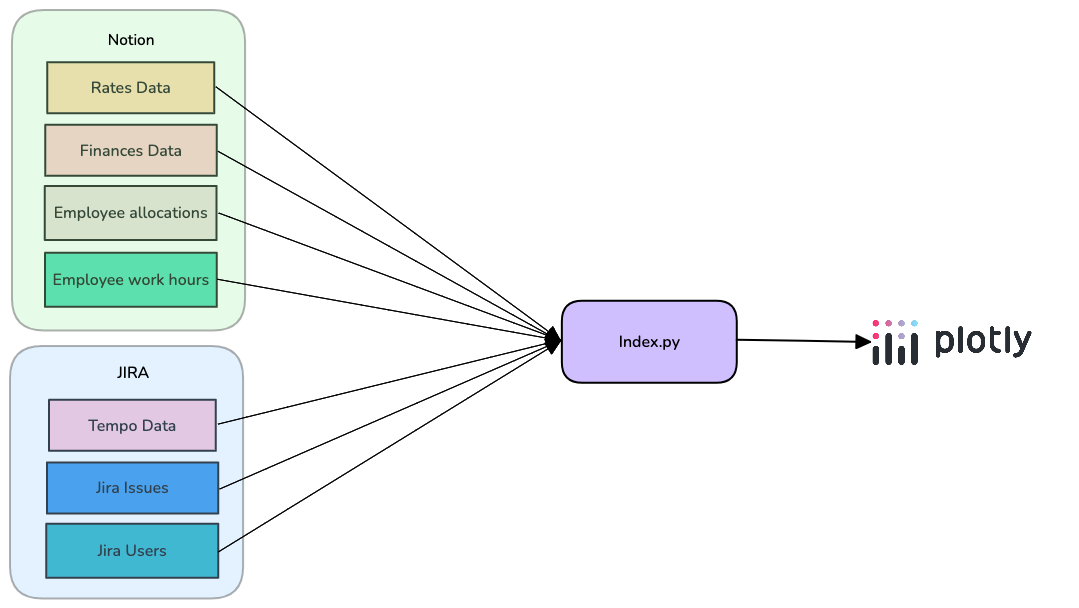 Notion
Rates Data
Finances Data
Employee allocations
Employee work hours
JIRA
Tempo Data
Jira Issues
Jira Users
Index.py
plotly